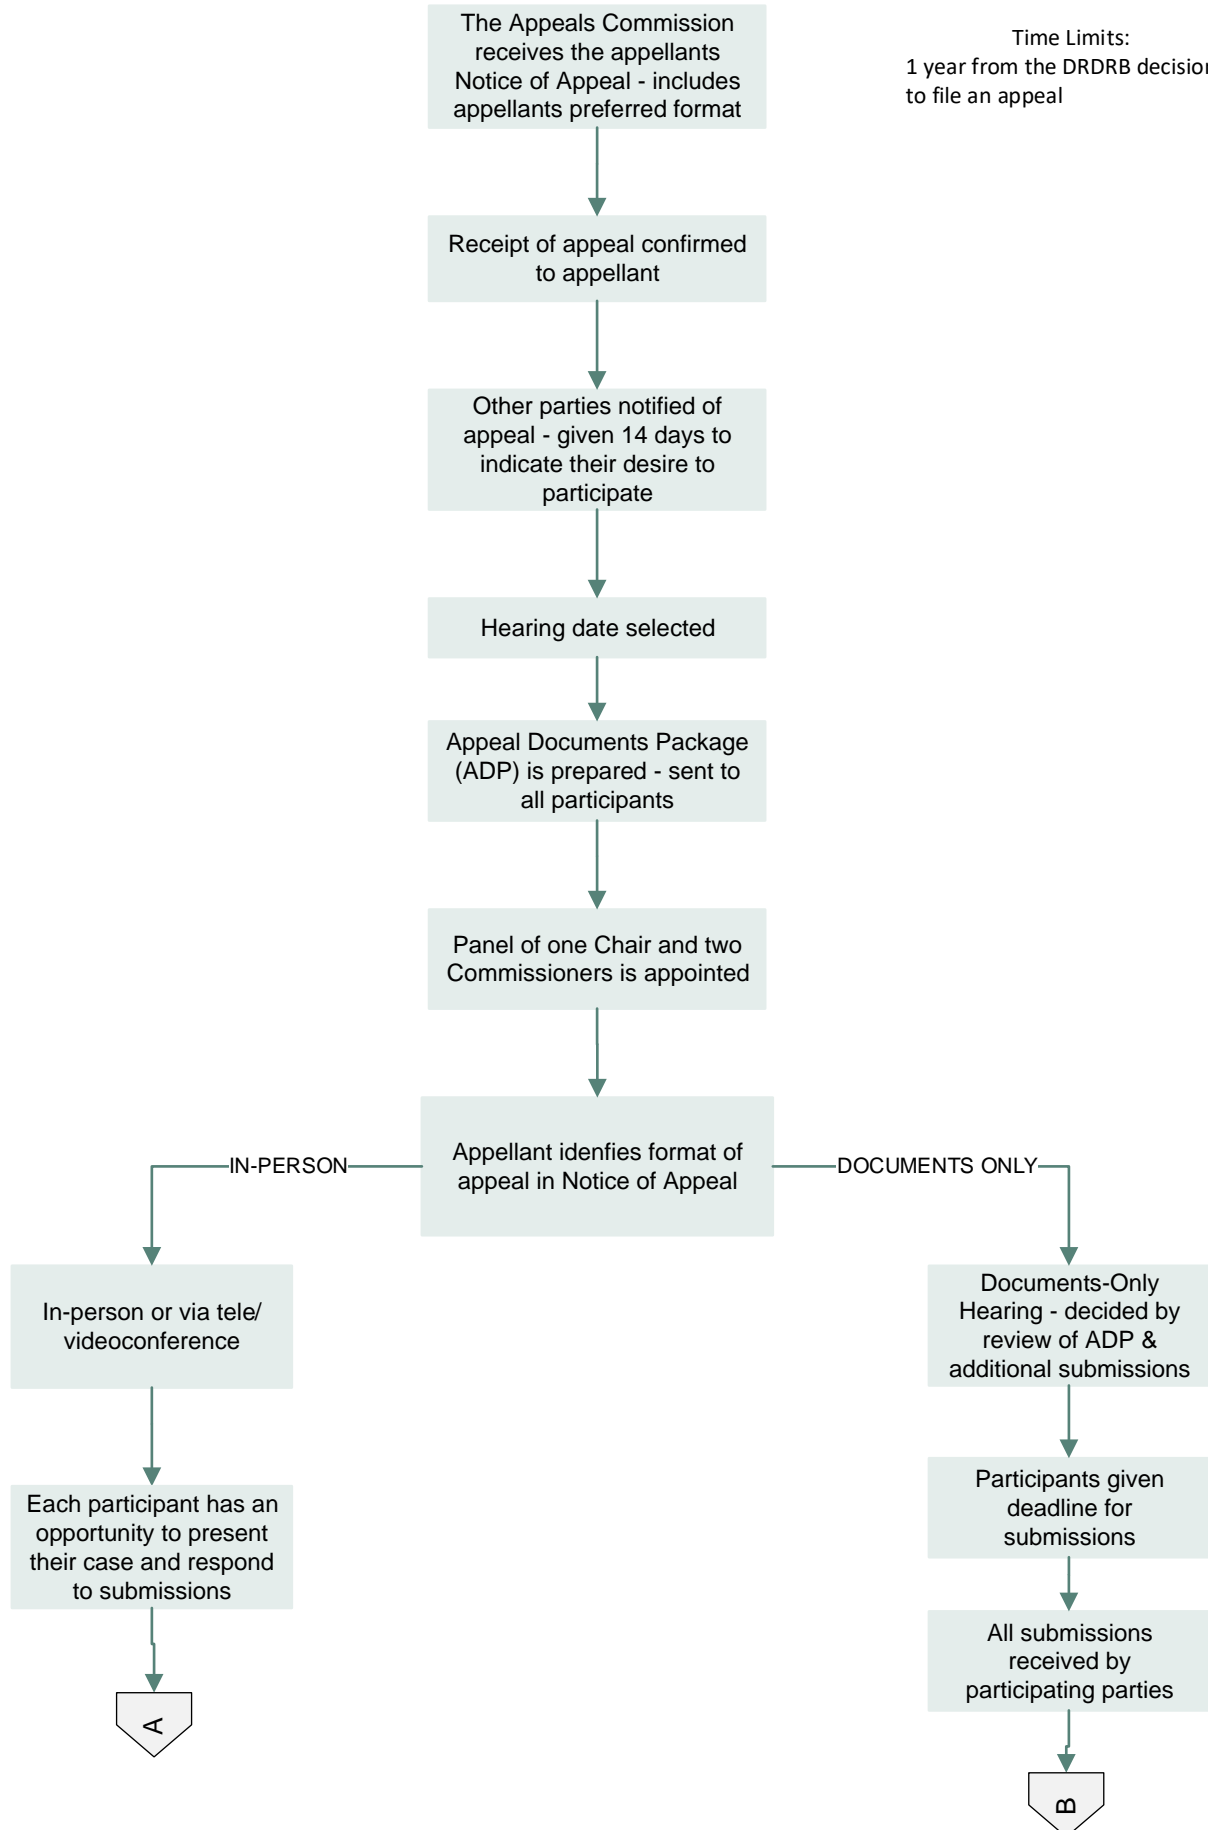 The Appeals Commission
receives the appellants
Notice of Appeal - includes
appellants preferred format
Time Limits:
1 year from the DRDRB decision
to file an appeal
Receipt of appeal confirmed
to appellant
Other parties notified of
appeal - given 14 days to
indicate their desire to
participate
Hearing date selected
Appeal Documents Package
(ADP) is prepared - sent to
all participants
Panel of one Chair and two
Commissioners is appointed
Appellant idenfies format of
appeal in Notice of Appeal
IN-PERSON
DOCUMENTS ONLY
In-person or via tele/
videoconference
Each participant has an
opportunity to present
their case and respond
to submissions
A
Documents-Only
Hearing - decided by
review of ADP &
additional submissions
Participants given
deadline for
submissions
All submissions
received by
participating parties
B